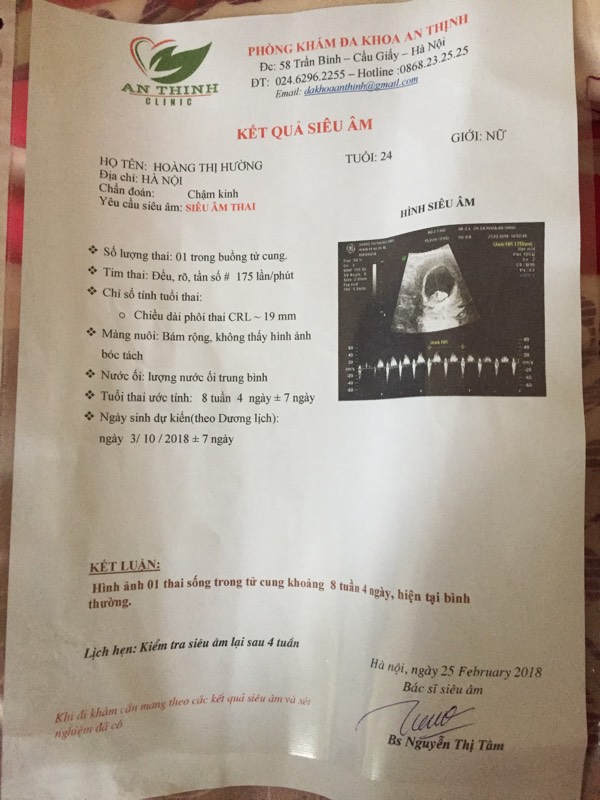 AN THINH
CLINIC
PHÒNG KHÁM ĐA KHOA AN THỊNH
Đc: 58 Trần Bình – Cầu Giấy – Hà Nội
ĐT: 024.6296.2255 – Hotline :0868.23.25.25
Email: dakhoaanthinh@gmail.com
KẾT QUẢ SIÊU ÂM
HỌ TÊN: HOÀNG THỊ HƯỜNG
TUỔI: 24
GIỚI: NỮ
Địa chỉ: HÀ NỘI
Chẩn đoán: Chậm kinh
Yêu cầu siêu âm: SIÊU ÂM THAI
HÌNH SIÊU ÂM
❖ Số lượng thai: 01 trong buồng tử cung.
❖ Tim thai: Đều, rõ, tần số # 175 lần/phút
❖ Chỉ số tính tuổi thai:
o Chiều dài phôi thai CRL ~ 19 mm
❖ Màng nuôi: Bám rộng, không thấy hình ảnh
bóc tách
❖ Nước ối: lượng nước ối trung bình
❖ Tuổi thai ước tính: 8 tuần 4 ngày ± 7 ngày
❖ Ngày sinh dự kiến(theo Dương lịch):
ngày 3/ 10 / 2018 ± 7 ngày
KẾT LUẬN:
Hình ảnh 01 thai sống trong tử cung khoảng 8 tuần 4 ngày, hiện tại bình
thường.
Lịch hẹn: Kiểm tra siêu âm lại sau 4 tuần
Hà nội, ngày 25 February 2018
Bác sĩ siêu âm
Khi đi khám cần mang theo các kết quả siêu âm và xét
nghiệm đã có
Bs Nguyễn Thị Tâm